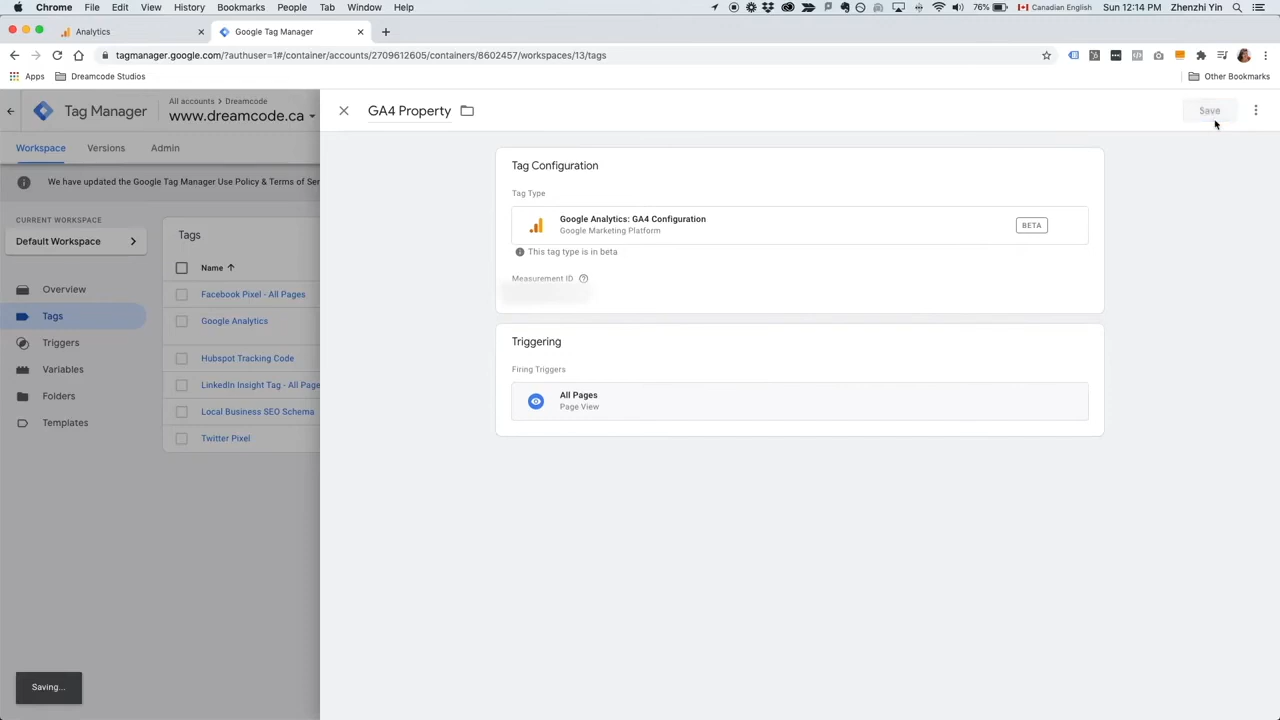 Chrome File Edit View History Bookmarks People Tab Window Help 76% Canadian English Sun 12:14 PM Zhenzhi Yin
Analytics Google Tag Manager
tagmanager.google.com/?authuser=1#/container/accounts/2709612605/containers/8602457/workspaces/13/tags
Apps Dreamcode Studios Other Bookmarks
Tag Manager
All accounts > Dreamcode
www.dreamcode.ca
GA4 Property
Save
Workspace Versions Admin
We have updated the Google Tag Manager Use Policy & Terms of Ser
CURRENT WORKSPACE
Default Workspace
Overview
Tags
Triggers
Variables
Folders
Templates
Tags
Name
Facebook Pixel - All Pages
Google Analytics
Hubspot Tracking Code
LinkedIn Insight Tag - All Page
Local Business SEO Schema
Twitter Pixel
Tag Configuration
Tag Type
Google Analytics: GA4 Configuration
Google Marketing Platform
BETA
This tag type is in beta
Measurement ID
Triggering
Firing Triggers
All Pages
Page View
Saving...